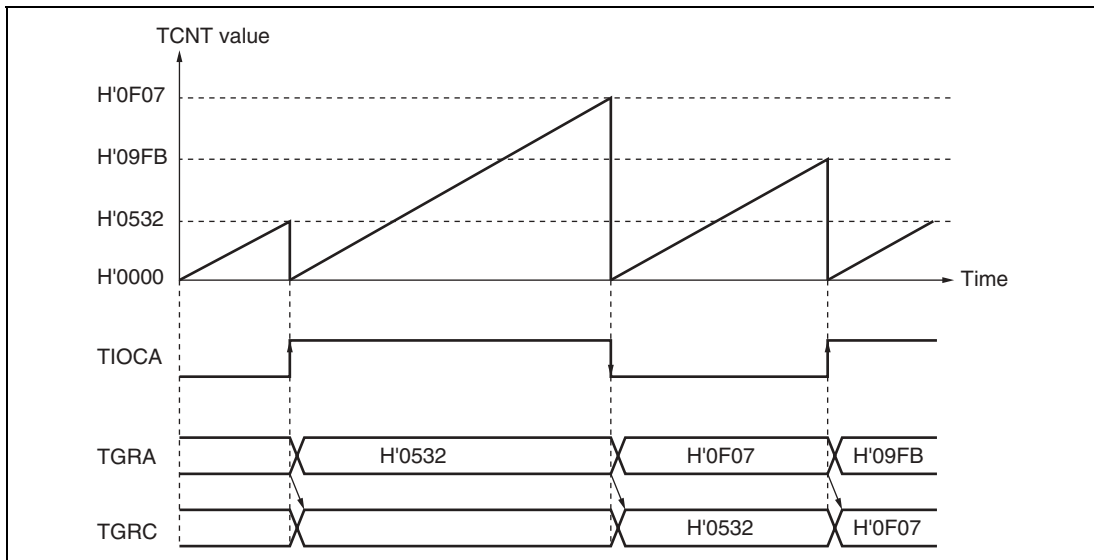 TCNT value
H'0F07
H'09FB
H'0532
H'0000
Time
TIOCA
TGRA
H'0532
H'0F07
H'09FB
TGRC
H'0532
H'0F07